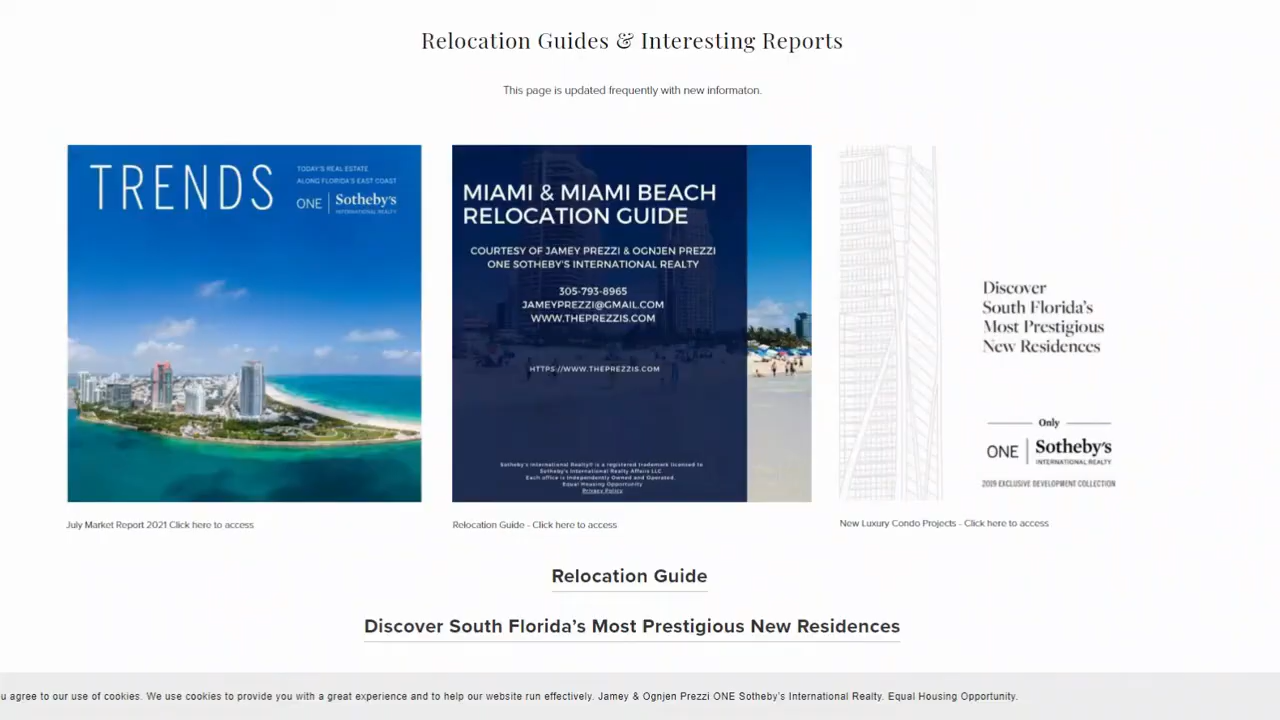 Relocation Guides & Interesting Reports
This page is updated frequently with new informaton.
TRENDS
TODAY'S REAL ESTATE
ALONG FLORIDA'S EAST COAST
ONE | Sotheby's
INTERNATIONAL REALTY
MIAMI & MIAMI BEACH
RELOCATION GUIDE
COURTESY OF JAMEY PREZZI & OGNJEN PREZZI
ONE SOTHEBY'S INTERNATIONAL REALTY
305-793-8965
JAMEYPREZZI@GMAIL.COM
WWW.THEPREZZIS.COM
HTTPS://WWW.THEPREZZIS.COM
Sotheby's International Realty® is a registered trademark licensed to
Sotheby's International Realty Affairs LLC
Each office is Independently Owned and Operated.
Equal Housing Opportunity
Privacy Policy
Discover
South Florida's
Most Prestigious
New Residences
Only
ONE | Sotheby's
INTERNATIONAL REALTY
2019 EXCLUSIVE DEVELOPMENT COLLECTION
July Market Report 2021 Click here to access
Relocation Guide - Click here to access
New Luxury Condo Projects - Click here to access
Relocation Guide
Discover South Florida's Most Prestigious New Residences
u agree to our use of cookies. We use cookies to provide you with a great experience and to help our website run effectively. Jamey & Ognjen Prezzi ONE Sotheby's International Realty. Equal Housing Opportunity.